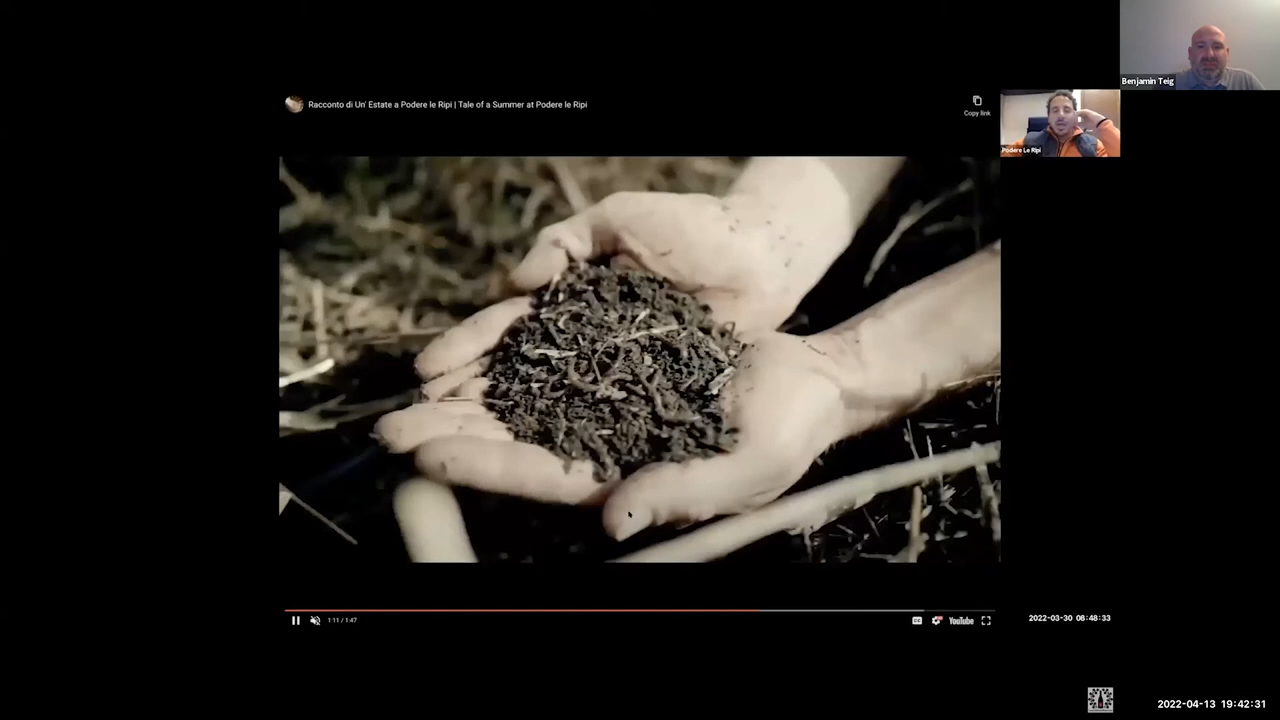 Benjamin Teig
Racconto di Un' Estate a Podere le Ripi | Tale of a Summer at Podere le Ripi
Copy link
Podere Le Ripi
1:11 / 1:47
CC
YouTube
2022-03-30 08:48:33
2022-04-13 19:42:31